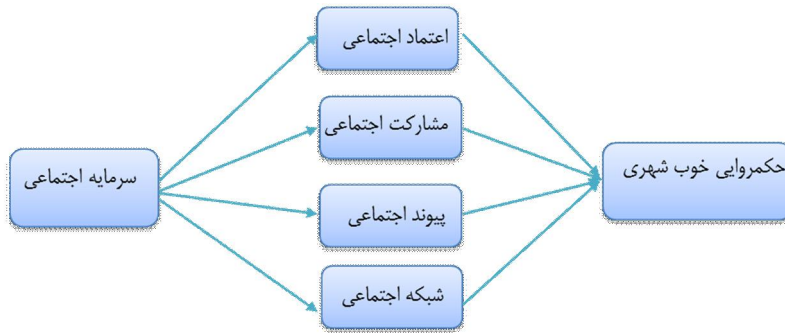 اعتماد اجتماعی
مشارکت اجتماعی
حکمروایی خوب شهری
سرمایه اجتماعی
پیوند اجتماعی
شبکه اجتماعی